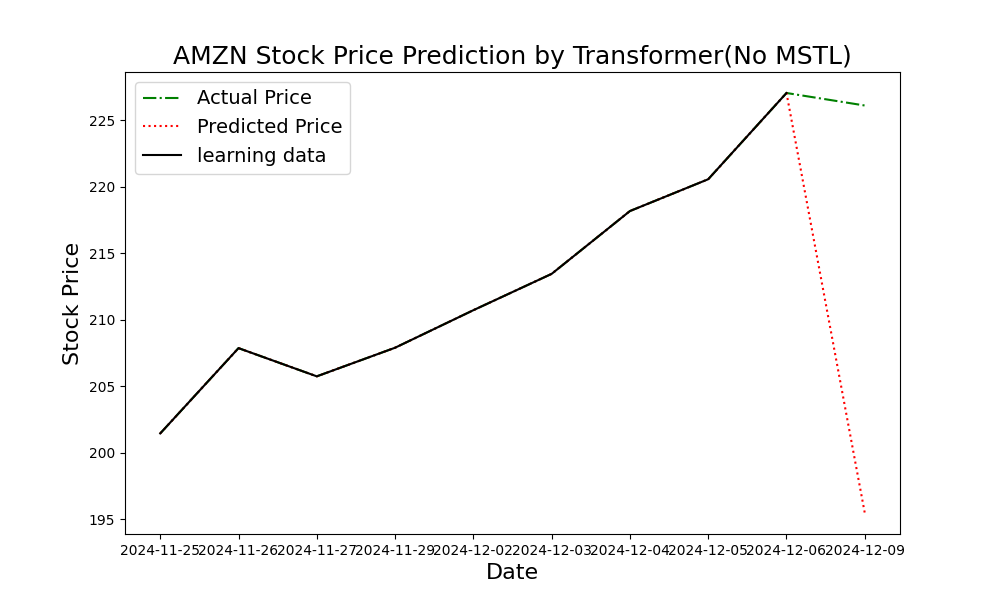 AMZN Stock Price Prediction by Transformer(No MSTL)
Actual Price
Predicted Price
learning data
225
220
215
210
205
200
195
Stock Price
2024-11-25 2024-11-26 2024-11-27 2024-11-29 2024-12-02 2024-12-03 2024-12-04 2024-12-05 2024-12-06 2024-12-09
Date